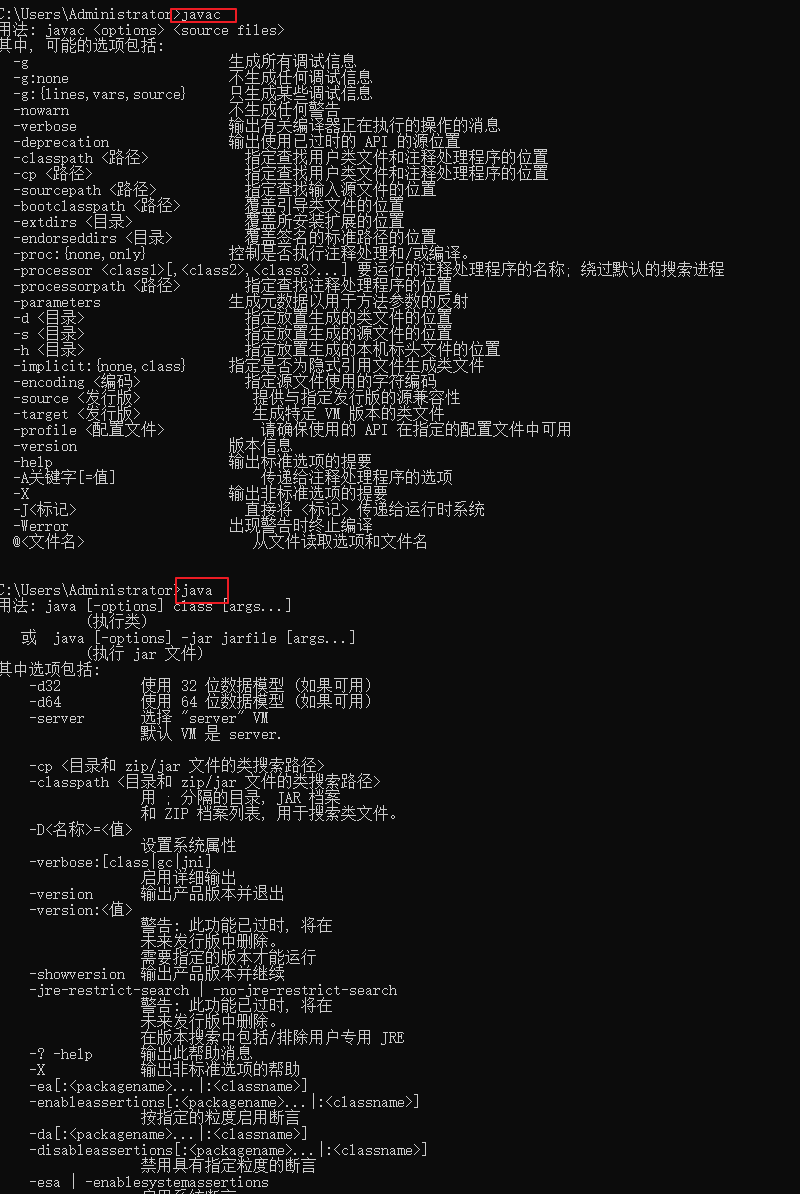 C:\Users\Administrator>javac
用法: javac <options> <source files>
其中, 可能的选项包括:
-g 生成所有调试信息
-g:none 不生成任何调试信息
-g:{lines,vars,source} 只生成某些调试信息
-nowarn 不生成任何警告
-verbose 输出有关编译器正在执行的操作的消息
-deprecation 输出使用已过时的 API 的源位置
-classpath <路径> 指定查找用户类文件和注释处理程序的位置
-cp <路径> 指定查找用户类文件和注释处理程序的位置
-sourcepath <路径> 指定查找输入源文件的位置
-bootclasspath <路径> 覆盖引导类文件的位置
-extdirs <目录> 覆盖所安装扩展的位置
-endorseddirs <目录> 覆盖签名的标准路径的位置
-proc:{none,only} 控制是否执行注释处理和/或编译。
-processor <class1>[,<class2>,<class3>...] 要运行的注释处理程序的名称; 绕过默认的搜索进程
-processorpath <路径> 指定查找注释处理程序的位置
-parameters 生成元数据以用于方法参数的反射
-d <目录> 指定放置生成的类文件的位置
-s <目录> 指定放置生成的源文件的位置
-h <目录> 指定放置生成的本机标头文件的位置
-implicit:{none,class} 指定是否为隐式引用文件生成类文件
-encoding <编码> 指定源文件使用的字符编码
-source <发行版> 提供与指定发行版的源兼容性
-target <发行版> 生成特定 VM 版本的类文件
-profile <配置文件> 请确保使用的 API 在指定的配置文件中可用
-version 版本信息
-help 输出标准选项的提要
-A关键字[=值] 传递给注释处理程序的选项
-X 输出非标准选项的提要
-J<标记> 直接将 <标记> 传递给运行时系统
-Werror 出现警告时终止编译
@<文件名> 从文件读取选项和文件名
C:\Users\Administrator>java
用法: java [-options] class [args...]
(执行类)
或 java [-options] -jar jarfile [args...]
(执行 jar 文件)
其中选项包括:
-d32 使用 32 位数据模型 (如果可用)
-d64 使用 64 位数据模型 (如果可用)
-server 选择 "server" VM
默认 VM 是 server.
-cp <目录和 zip/jar 文件的类搜索路径>
-classpath <目录和 zip/jar 文件的类搜索路径>
用 ; 分隔的目录, JAR 档案
和 ZIP 档案列表, 用于搜索类文件。
-D<名称>=<值>
设置系统属性
-verbose:[class|gc|jni]
启用详细输出
-version 输出产品版本并退出
-version:<值>
警告: 此功能已过时, 将在
未来发行版中删除。
需要指定的版本才能运行
-showversion 输出产品版本并继续
-jre-restrict-search | -no-jre-restrict-search
警告: 此功能已过时, 将在
未来发行版中删除。
在版本搜索中包括/排除用户专用 JRE
-? -help 输出此帮助消息
-X 输出非标准选项的帮助
-ea[:<packagename>...|:<classname>]
-enableassertions[:<packagename>...|:<classname>]
按指定的粒度启用断言
-da[:<packagename>...|:<classname>]
-disableassertions[:<packagename>...|:<classname>]
禁用具有指定粒度的断言
-esa | -enablesystemassertions